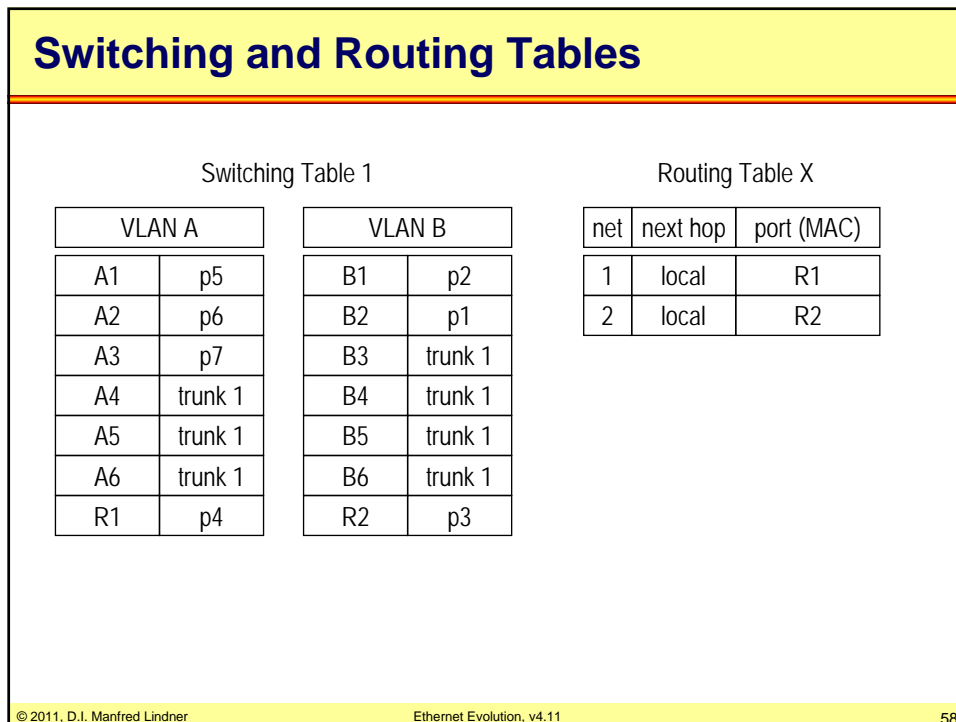 Switching and Routing Tables
Switching Table 1
VLAN A
A1 p5
A2 p6
A3 p7
A4 trunk 1
A5 trunk 1
A6 trunk 1
R1 p4
VLAN B
B1 p2
B2 p1
B3 trunk 1
B4 trunk 1
B5 trunk 1
B6 trunk 1
R2 p3
Routing Table X
net next hop port (MAC)
1 local R1
2 local R2
© 2011, D.I. Manfred Lindner Ethernet Evolution, v4.11 58